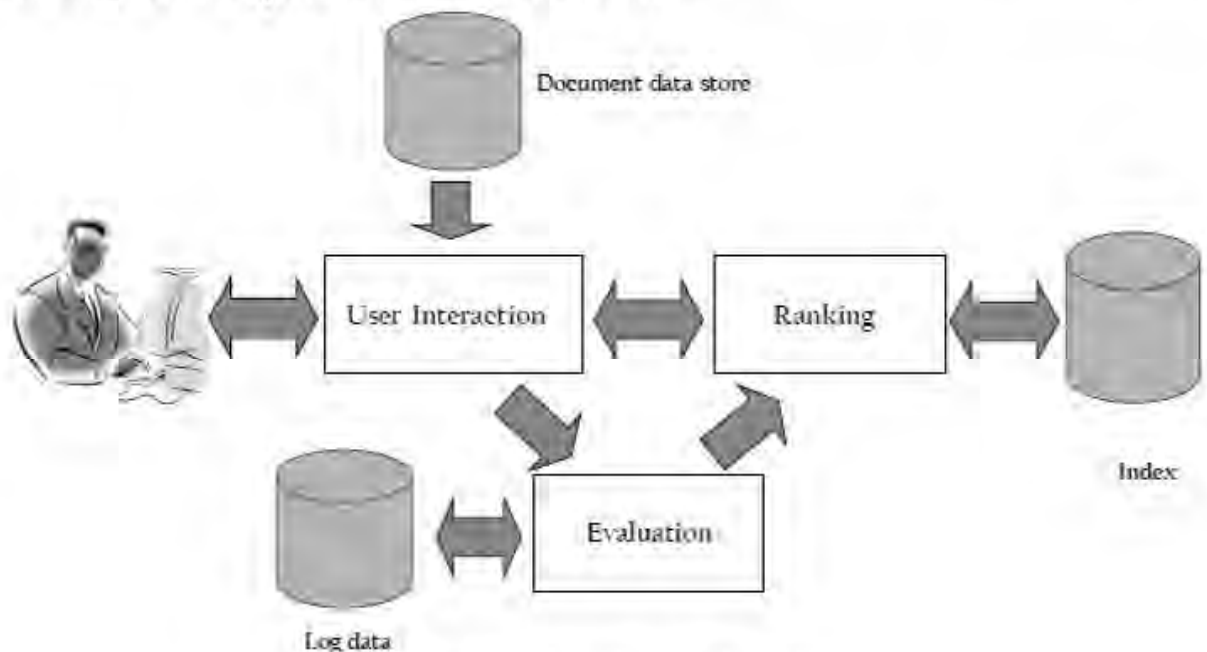 Document data store
User Interaction
Ranking
Index
Evaluation
Log data